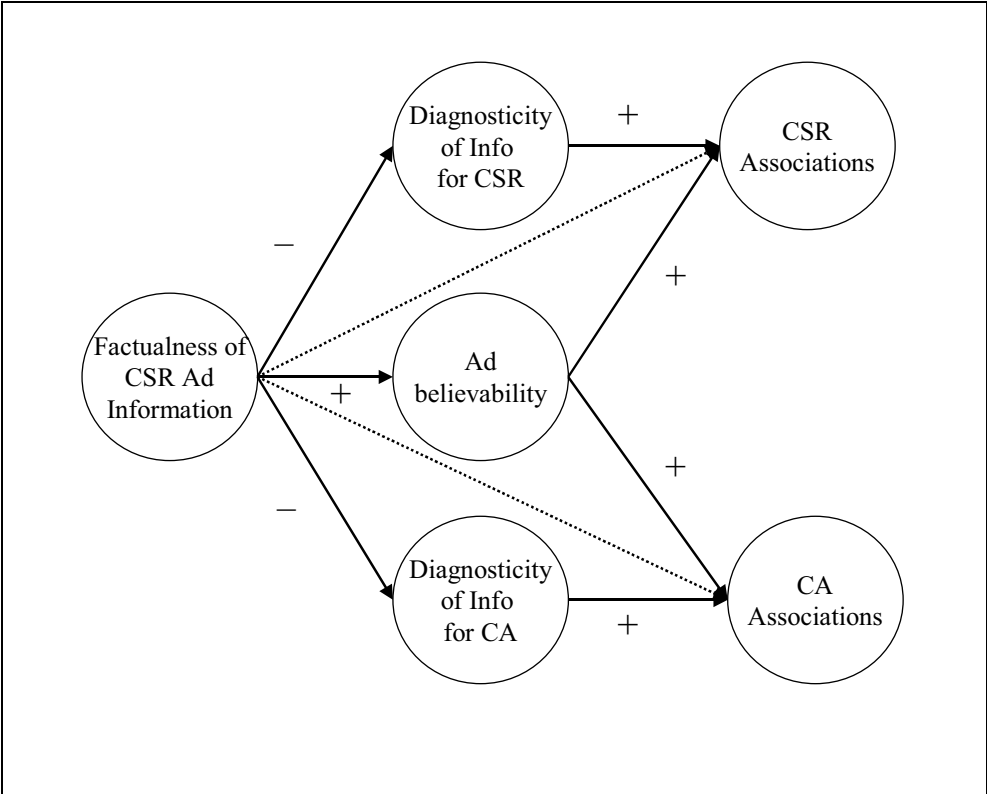 Diagnosticity
of Info
for CSR
+
CSR
Associations
–
+
Factualness of
CSR Ad
Information
+
Ad
believability
+
–
Diagnosticity
of Info
for CA
+
CA
Associations